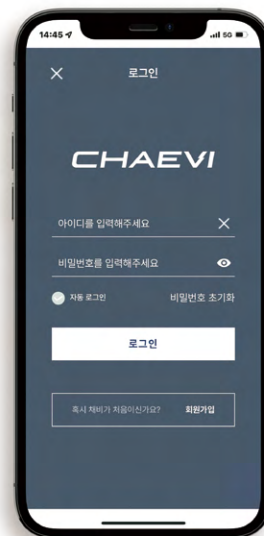 14:45 5G
로그인
CHAEVI
아이디를 입력해주세요
비밀번호를 입력해주세요
자동 로그인 비밀번호 초기화
로그인
혹시 채비가 처음이신가요? 회원가입